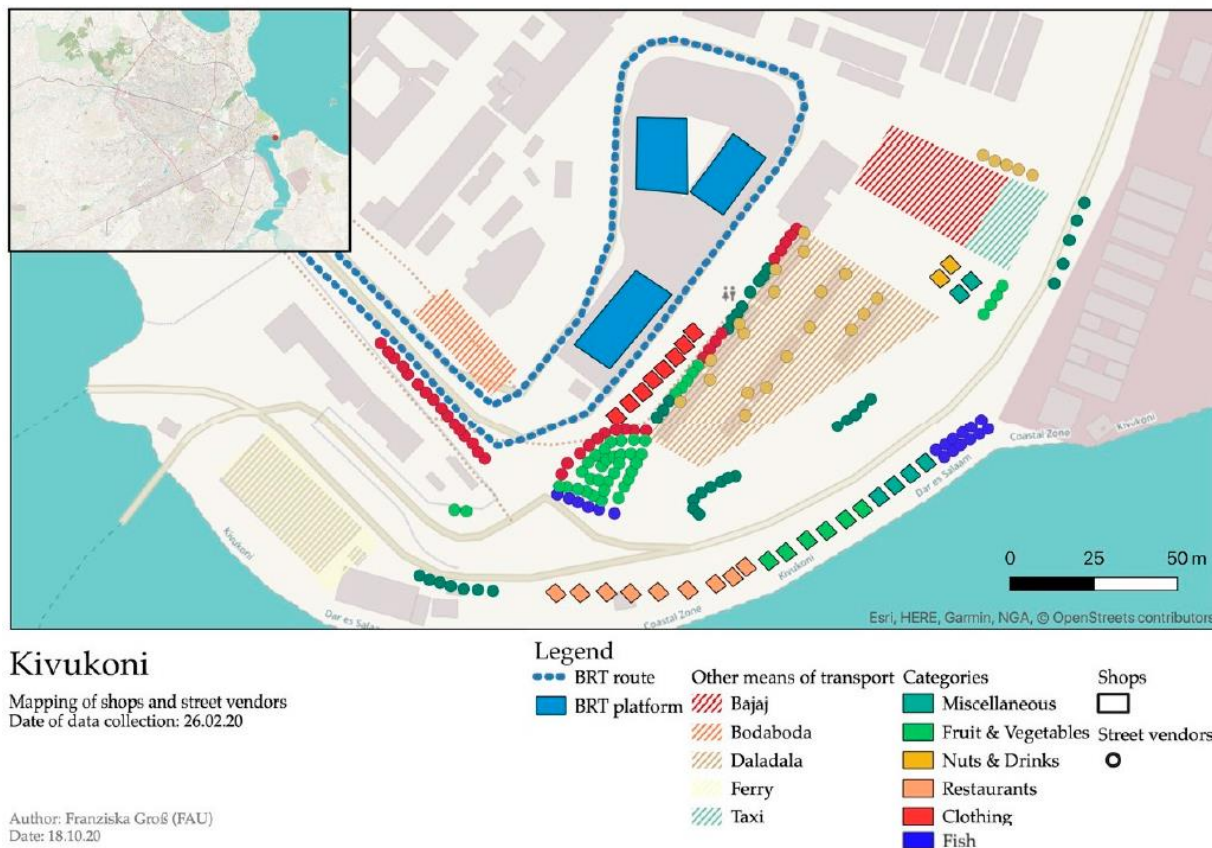 Kivukoni
Coastal Zone
Dar es Salaam
Kivukoni
Kivukoni
Coastal Zone
Dar es Salaam
0 25 50 m
Esri, HERE, Garmin, NGA, © OpenStreets contributors
Kivukoni
Mapping of shops and street vendors
Date of data collection: 26.02.20
Author: Franziska Groß (FAU)
Date: 18.10.20
Legend
BRT route
BRT platform
Other means of transport
Bajaj
Bodaboda
Daladala
Ferry
Taxi
Categories
Miscellaneous
Fruit & Vegetables
Nuts & Drinks
Restaurants
Clothing
Fish
Shops
Street vendors